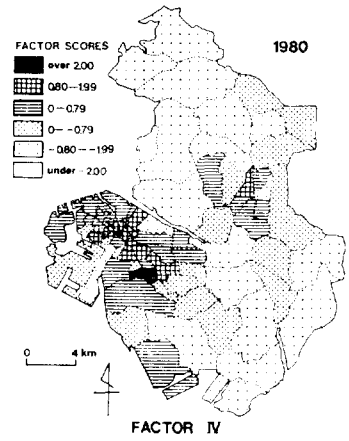 1980
FACTOR SCORES
over 2.00
0.80--1.99
0--0.79
0---0.79
-0.80---1.99
under -2.00
0 4 km
FACTOR IV